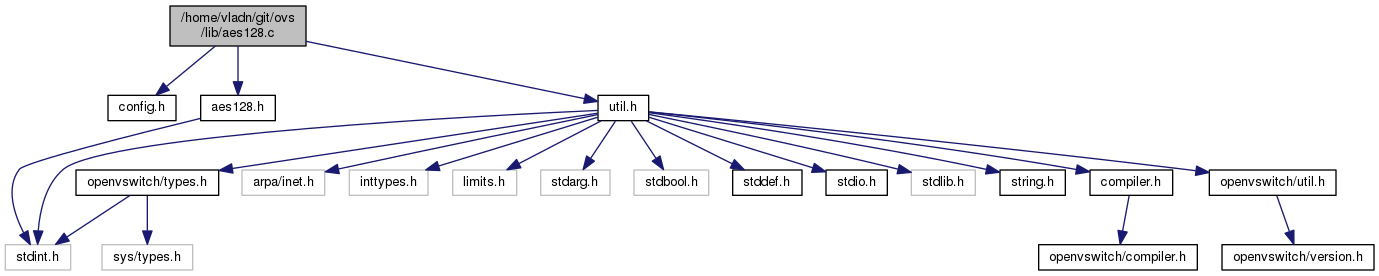 /home/vladn/git/ovs
/lib/aes128.c
config.h
aes128.h
util.h
openvswitch/types.h
arpa/inet.h
inttypes.h
limits.h
stdarg.h
stdbool.h
stddef.h
stdio.h
stdlib.h
string.h
compiler.h
openvswitch/util.h
stdint.h
sys/types.h
openvswitch/compiler.h
openvswitch/version.h